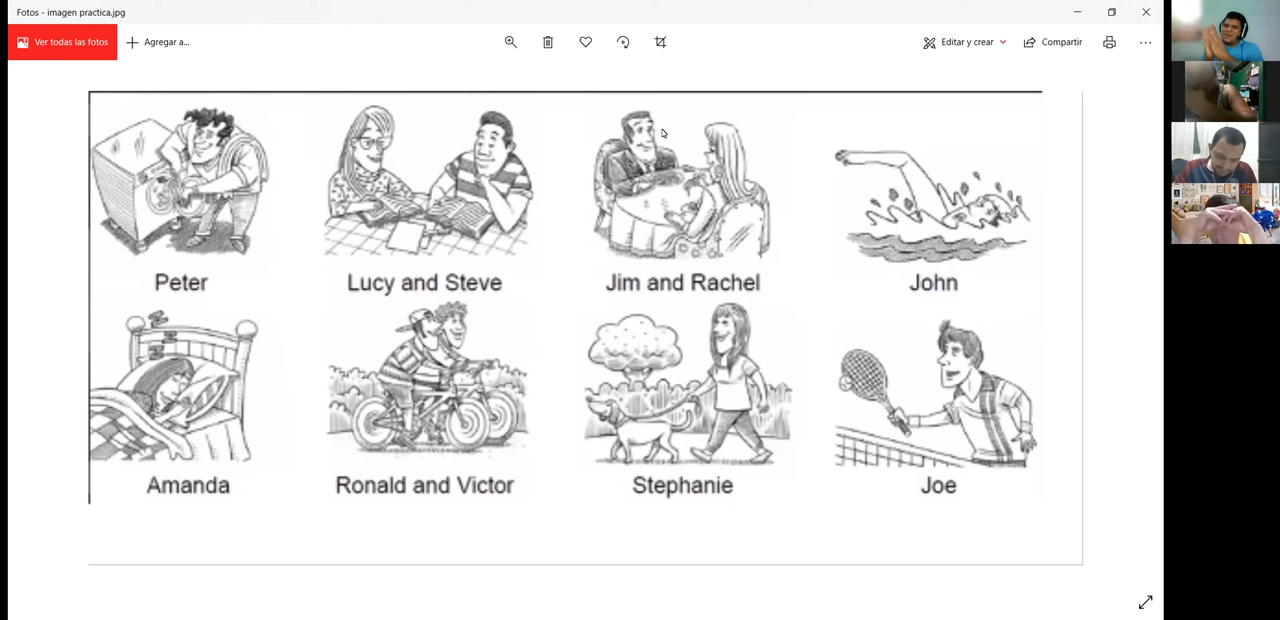 Fotos - imagen practica.jpg
Ver todas las fotos
Agregar a...
Editar y crear
Compartir
Peter
Lucy and Steve
Jim and Rachel
John
Amanda
Ronald and Victor
Stephanie
Joe